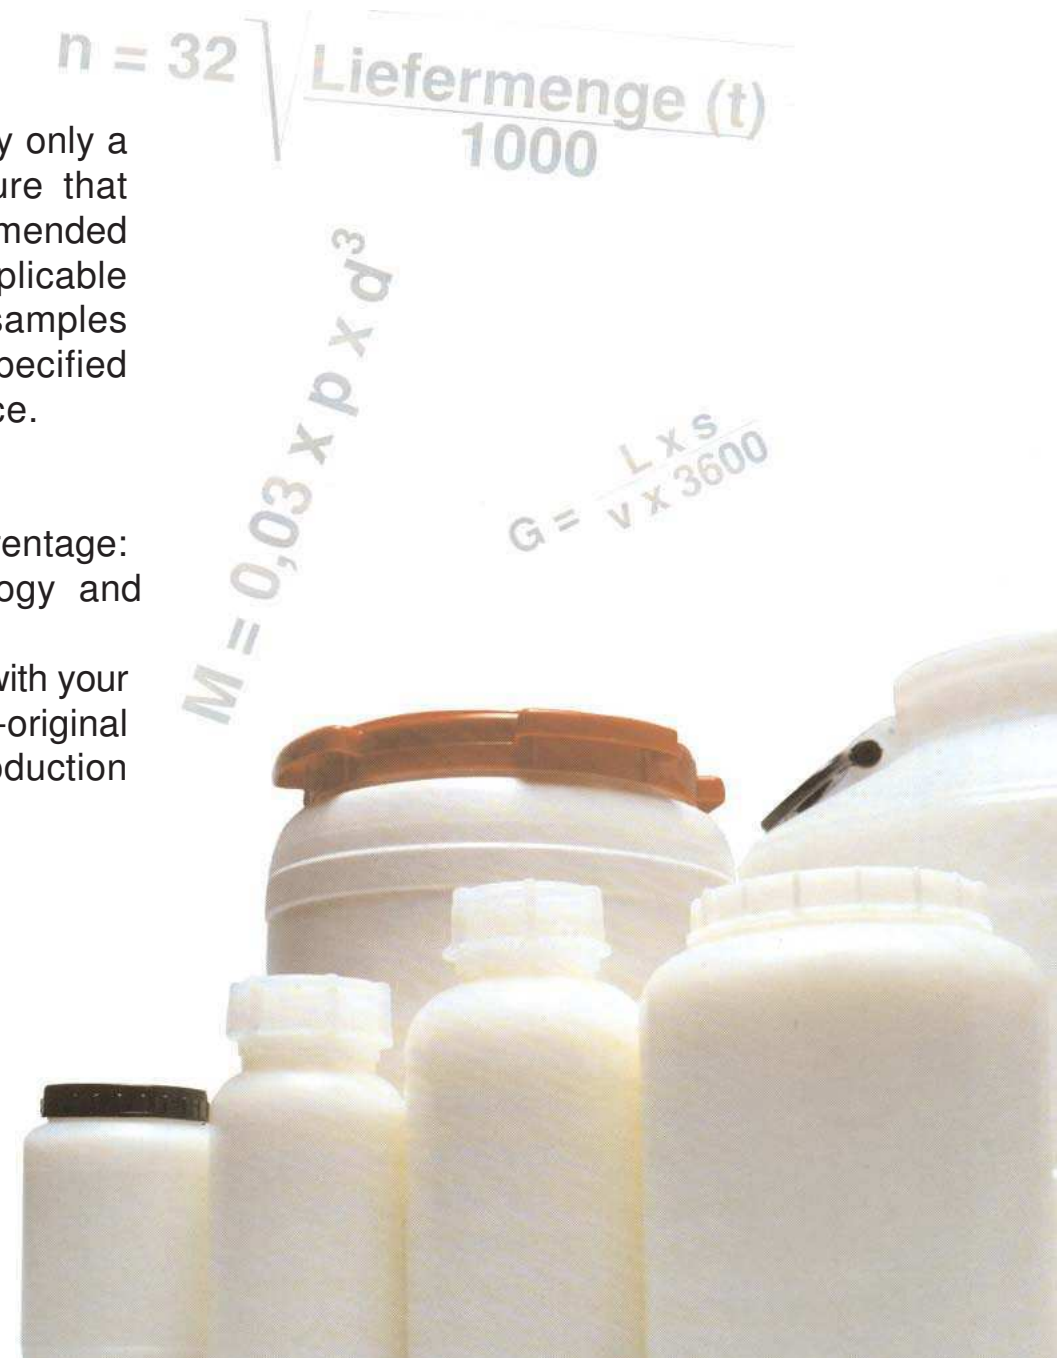 n = 32 √ Liefermenge (t)
1000
y only a
ure that
mended
plicable
samples
pecified
ce.
M = 0,03 x p x d³
G = L x s
v x 3600
entage:
ogy and
with your
-original
oduction